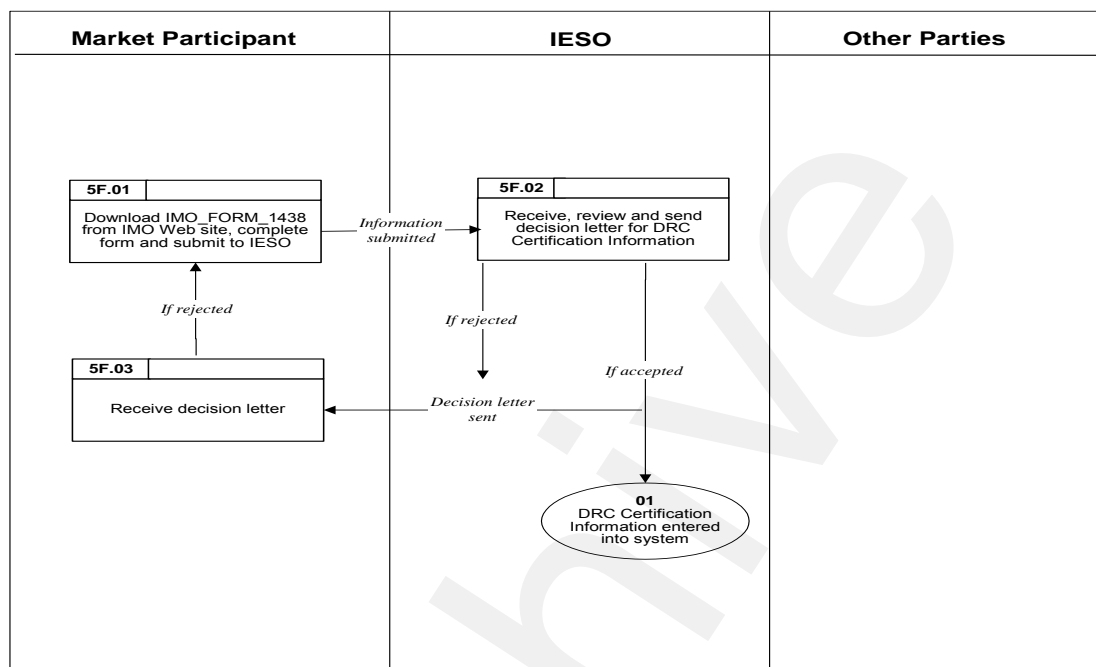 Market Participant
IESO
Other Parties
5F.01
Download IMO_FORM_1438
from IMO Web site, complete
form and submit to IESO
Information
submitted
5F.02
Receive, review and send
decision letter for DRC
Certification Information
If rejected
If rejected
5F.03
Receive decision letter
If accepted
Decision letter
sent
01
DRC Certification
Information entered
into system
hive